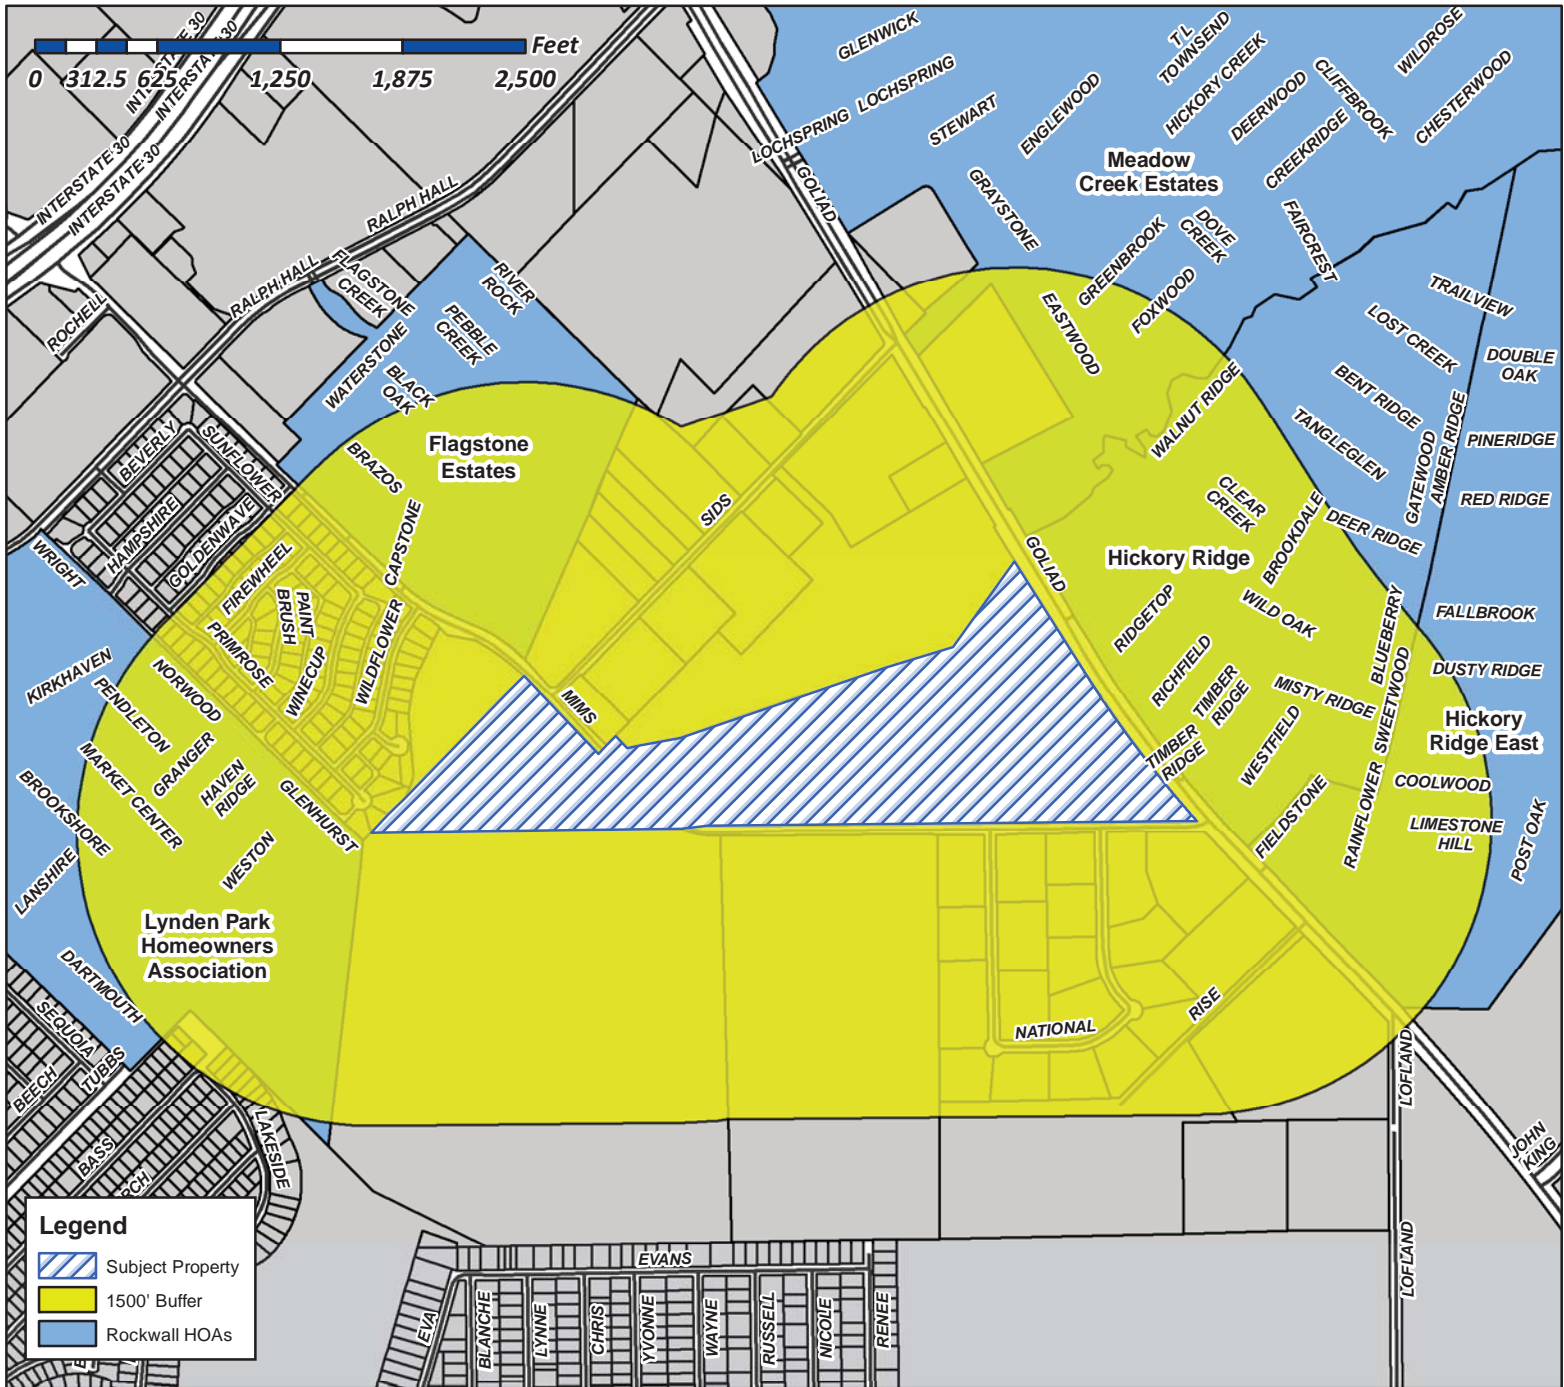 Feet
0 312.5 625 1,250 1,875 2,500
INTERSTATE 30
INTERSTATE 30
INTERSTATE 30
INTERSTATE 30
RALPH HALL
RALPH HALL
ROCHELL
FLAGSTONE
CREEK
RIVER
ROCK
PEBBLE
CREEK
WATERSTONE
BLACK
OAK
Flagstone
Estates
BRAZOS
CAPSTONE
BEVERLY
SUNFLOWER
HAMPSHIRE
GOLDENWAVE
WRIGHT
FIREWHEEL
PAINT
BRUSH
PRIMROSE
WINECUP
WILDFLOWER
KIRKHAVEN
NORWOOD
PENDLETON
GRANGER
MARKET CENTER
HAVEN
RIDGE
GLENHURST
BROOKSHORE
WESTON
LANSHIRE
Lynden Park
Homeowners
Association
DARTMOUTH
SEQUOIA
TUBBS
BEECH
BASS
RCH
LAKESIDE
GLENWICK
LOCHSPRING
LOCHSPRING
STEWART
ENGLEWOOD
T L
TOWNSEND
HICKORY CREEK
DEERWOOD
CLIFFBROOK
WILDROSE
CHESTERWOOD
CREEKRIDGE
Meadow
Creek Estates
GOLIAD
GRAYSTONE
GREENBROOK
DOVE
CREEK
FAIRCREST
FOXWOOD
EASTWOOD
TRAILVIEW
LOST CREEK
DOUBLE
OAK
BENT RIDGE
WALNUT RIDGE
TANGLEGLEN
GATEWOOD
AMBER RIDGE
PINERIDGE
RED RIDGE
CLEAR
CREEK
BROOKDALE
DEER RIDGE
SIDS
GOLIAD
Hickory Ridge
RIDGETOP
WILD OAK
BLUEBERRY
FALLBROOK
RICHFIELD
TIMBER
RIDGE
MISTY RIDGE
SWEETWOOD
DUSTY RIDGE
Hickory
Ridge East
MIMS
TIMBER
RIDGE
WESTFIELD
COOLWOOD
FIELDSTONE
RAINFLOWER
LIMESTONE
HILL
POST OAK
NATIONAL
RISE
LOFLAND
JOHN
KING
LOFLAND
EVANS
EVA
BLANCHE
LYNNE
CHRIS
YVONNE
WAYNE
RUSSELL
NICOLE
RENEE
Legend
Subject Property
1500' Buffer
Rockwall HOAs